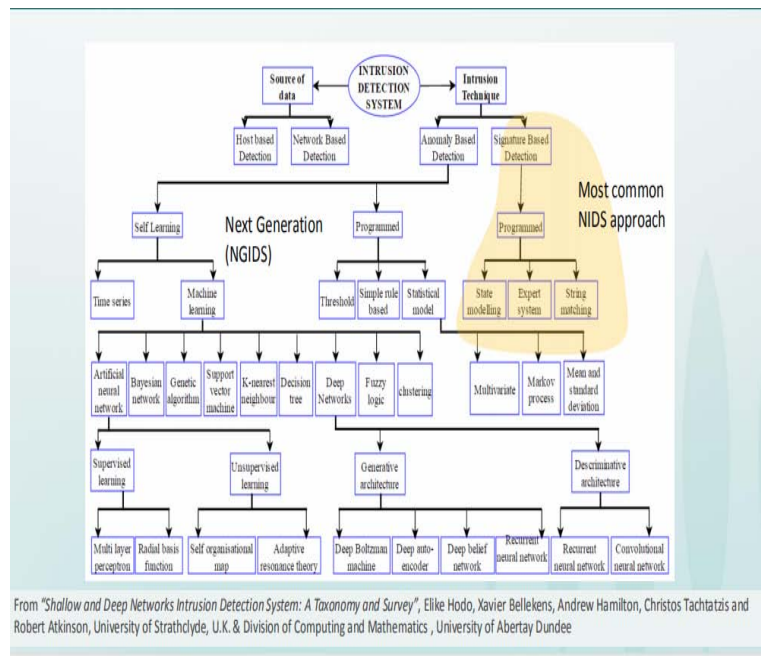 INTRUSION
DETECTION
SYSTEM
Source of
data
Intrusion
Technique
Host based
Detection
Network Based
Detection
Anomaly Based
Detection
Signature Based
Detection
Most common
NIDS approach
Self Learning
Next Generation
(NGIDS)
Programmed
Programmed
Time series
Machine
learning
Threshold
Simple rule
based
Statistical
model
State
modelling
Expert
system
String
matching
Artificial
neural
network
Bayesian
network
Genetic
algorithm
Support
vector
machine
K-nearest
neighbour
Decision
tree
Deep
Networks
Fuzzy
logic
clustering
Multivariate
Markov
process
Mean and
standard
deviation
Supervised
learning
Unsupervised
learning
Generative
architecture
Descriminative
architecture
Multi layer
perceptron
Radial basis
function
Self organisational
map
Adaptive
resonance theory
Deep Boltzman
machine
Deep auto-
encoder
Deep belief
network
Recurrent
neural network
Recurrent
neural network
Convolutional
neural network
From “Shallow and Deep Networks Intrusion Detection System: A Taxonomy and Survey”, Elike Hodo, Xavier Bellekens, Andrew Hamilton, Christos Tachtatzis and
Robert Atkinson, University of Strathclyde, U.K. & Division of Computing and Mathematics , University of Abertay Dundee